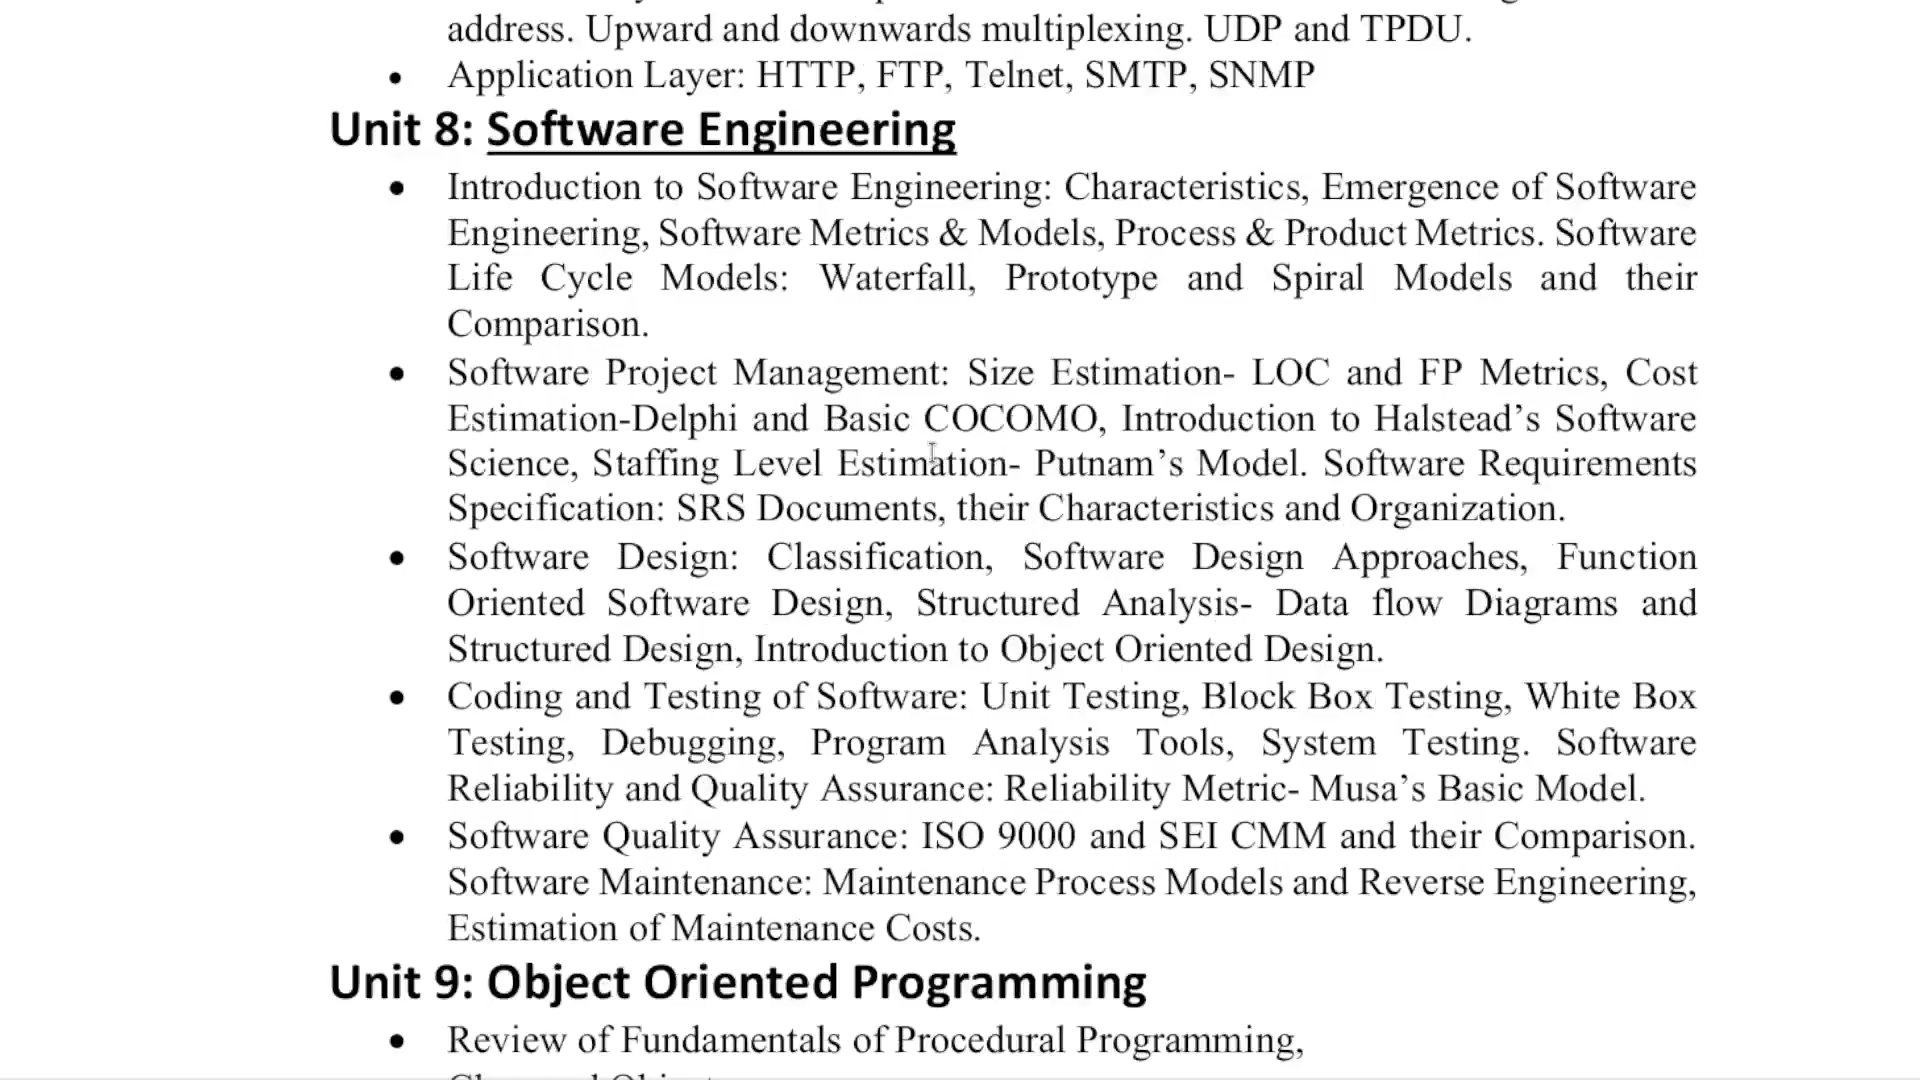 address. Upward and downwards multiplexing. UDP and TPDU.
• Application Layer: HTTP, FTP, Telnet, SMTP, SNMP
Unit 8: Software Engineering
• Introduction to Software Engineering: Characteristics, Emergence of Software
Engineering, Software Metrics & Models, Process & Product Metrics. Software
Life Cycle Models: Waterfall, Prototype and Spiral Models and their
Comparison.
• Software Project Management: Size Estimation- LOC and FP Metrics, Cost
Estimation-Delphi and Basic COCOMO, Introduction to Halstead’s Software
Science, Staffing Level Estimation- Putnam’s Model. Software Requirements
Specification: SRS Documents, their Characteristics and Organization.
• Software Design: Classification, Software Design Approaches, Function
Oriented Software Design, Structured Analysis- Data flow Diagrams and
Structured Design, Introduction to Object Oriented Design.
• Coding and Testing of Software: Unit Testing, Block Box Testing, White Box
Testing, Debugging, Program Analysis Tools, System Testing. Software
Reliability and Quality Assurance: Reliability Metric- Musa’s Basic Model.
• Software Quality Assurance: ISO 9000 and SEI CMM and their Comparison.
Software Maintenance: Maintenance Process Models and Reverse Engineering,
Estimation of Maintenance Costs.
Unit 9: Object Oriented Programming
• Review of Fundamentals of Procedural Programming,